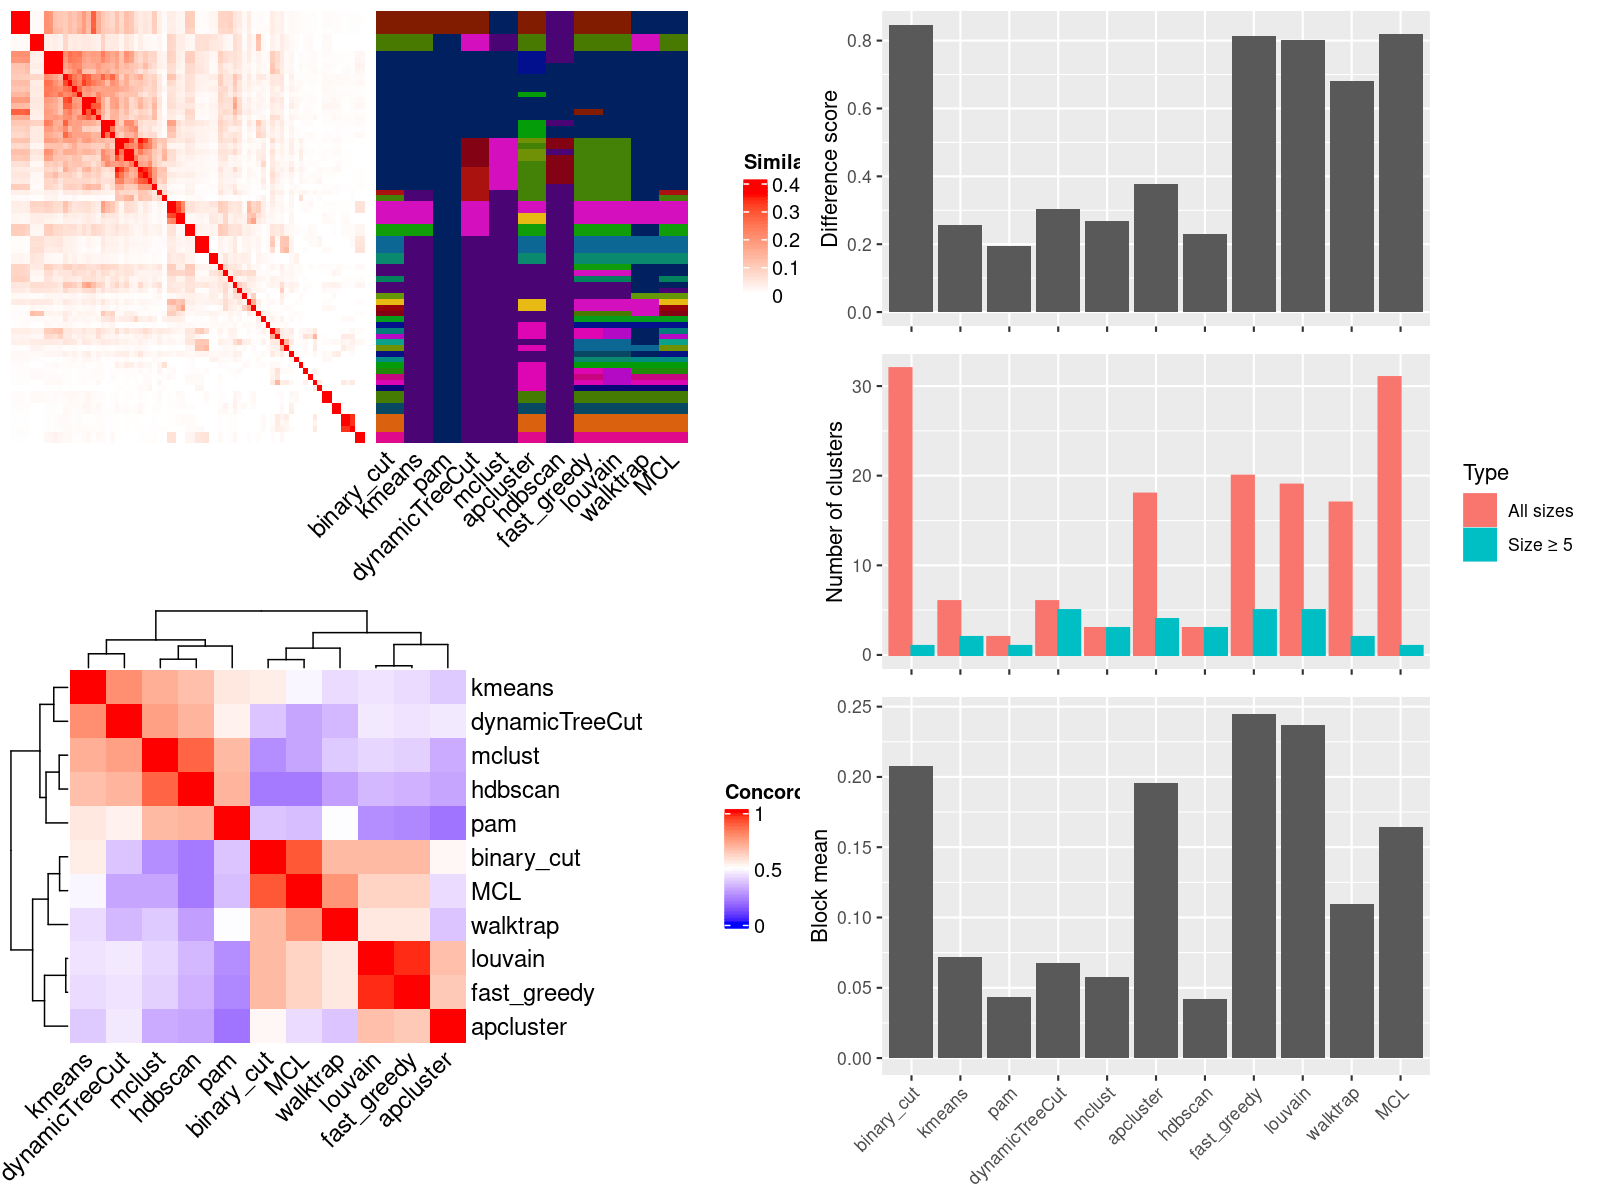 Simila
0.4
0.3
0.2
0.1
0
binary_cut
kmeans
pam
dynamicTreeCut
mclust
apcluster
hdbscan
fast_greedy
louvain
walktrap
MCL
kmeans
dynamicTreeCut
mclust
hdbscan
pam
binary_cut
MCL
walktrap
louvain
fast_greedy
apcluster
kmeans
dynamicTreeCut
mclust
hdbscan
pam
binary_cut
MCL
walktrap
louvain
fast_greedy
apcluster
Concord
1
0.5
0
Difference score
0.8
0.6
0.4
0.2
0.0
Number of clusters
30
20
10
0
Type
All sizes
Size ≥ 5
Block mean
0.25
0.20
0.15
0.10
0.05
0.00
binary_cut
kmeans
pam
dynamicTreeCut
mclust
apcluster
hdbscan
fast_greedy
louvain
walktrap
MCL